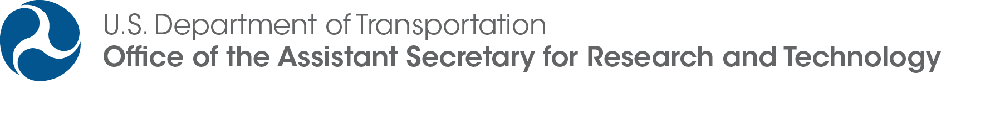 U.S. Department of Transportation
Office of the Assistant Secretary for Research and Technology